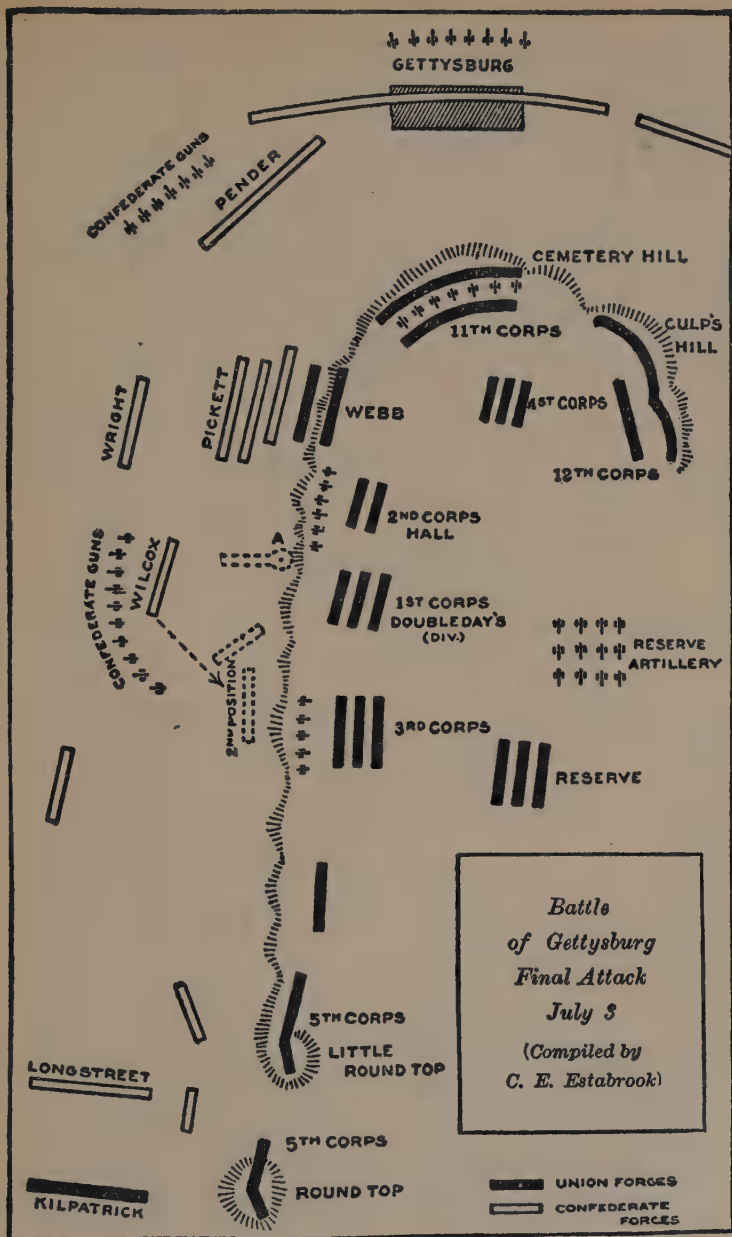 GETTYSBURG
CONFEDERATE GUNS
PENDER
CEMETERY HILL
11TH CORPS
CULP'S
HILL
WRIGHT
PICKETT
WEBB
1ST CORPS
12TH CORPS
2ND CORPS
HALL
A
CONFEDERATE GUNS
WILCOX
1ST CORPS
DOUBLEDAY'S
(DIV.)
RESERVE
ARTILLERY
2ND POSITION
3RD CORPS
RESERVE
Battle
of Gettysburg
Final Attack
July 3
(Compiled by
C. E. Estabrook)
5TH CORPS
LITTLE
ROUND TOP
LONGSTREET
5TH CORPS
ROUND TOP
KILPATRICK
UNION FORCES
CONFEDERATE
FORCES